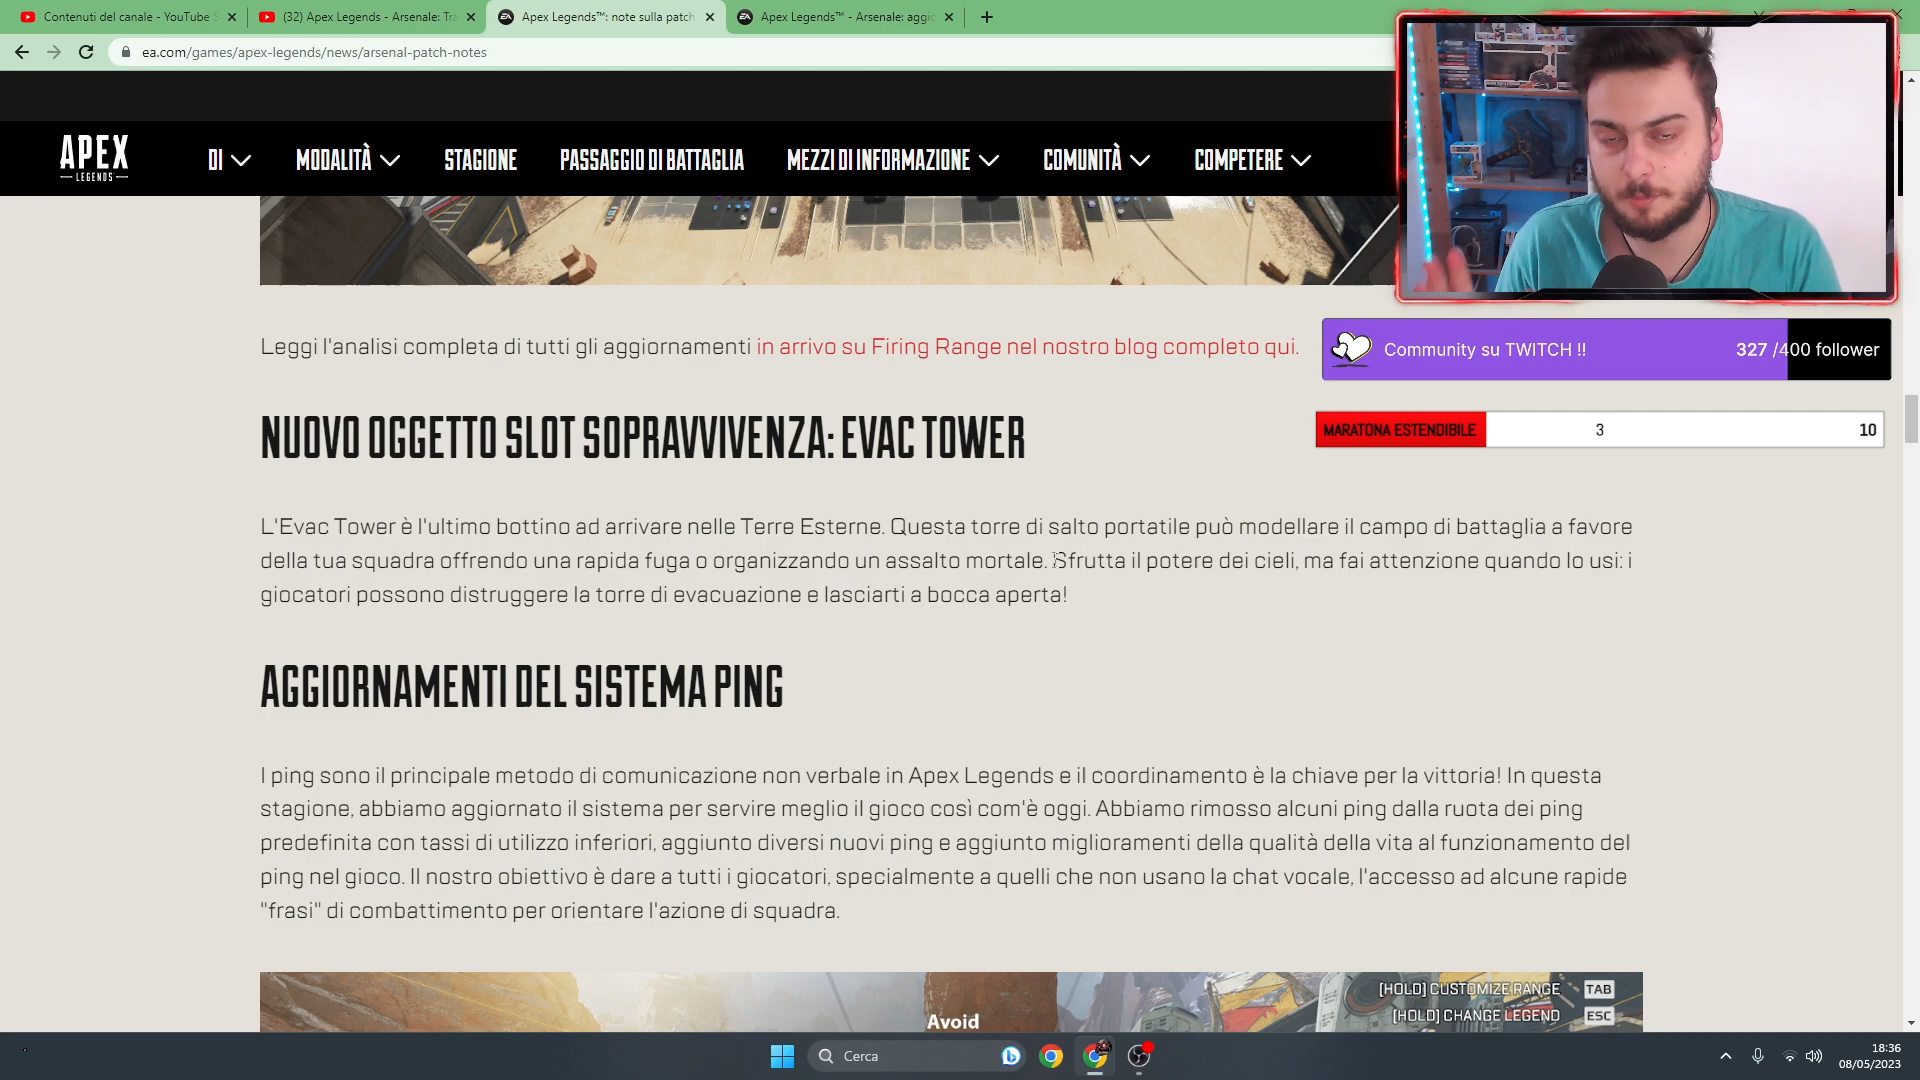 Contenuti del canale - YouTube S
(32) Apex Legends - Arsenale: Tra
Apex Legends™: note sulla patch
Apex Legends™ - Arsenale: aggio
ea.com/games/apex-legends/news/arsenal-patch-notes
APEX
LEGENDS
DI
MODALITÀ
STAGIONE
PASSAGGIO DI BATTAGLIA
MEZZI DI INFORMAZIONE
COMUNITÀ
COMPETERE
Leggi l'analisi completa di tutti gli aggiornamenti in arrivo su Firing Range nel nostro blog completo qui.
Community su TWITCH !!
327 /400 follower
MARATONA ESTENDIBILE
3
10
NUOVO OGGETTO SLOT SOPRAVVIVENZA: EVAC TOWER
L'Evac Tower è l'ultimo bottino ad arrivare nelle Terre Esterne. Questa torre di salto portatile può modellare il campo di battaglia a favore
della tua squadra offrendo una rapida fuga o organizzando un assalto mortale. Sfrutta il potere dei cieli, ma fai attenzione quando lo usi: i
giocatori possono distruggere la torre di evacuazione e lasciarti a bocca aperta!
AGGIORNAMENTI DEL SISTEMA PING
I ping sono il principale metodo di comunicazione non verbale in Apex Legends e il coordinamento è la chiave per la vittoria! In questa
stagione, abbiamo aggiornato il sistema per servire meglio il gioco così com'è oggi. Abbiamo rimosso alcuni ping dalla ruota dei ping
predefinita con tassi di utilizzo inferiori, aggiunto diversi nuovi ping e aggiunto miglioramenti della qualità della vita al funzionamento del
ping nel gioco. Il nostro obiettivo è dare a tutti i giocatori, specialmente a quelli che non usano la chat vocale, l'accesso ad alcune rapide
"frasi" di combattimento per orientare l'azione di squadra.
[HOLD] CUSTOMIZE RANGE TAB
Avoid
[HOLD] CHANGE LEGEND ESC
Cerca
18:36
08/05/2023